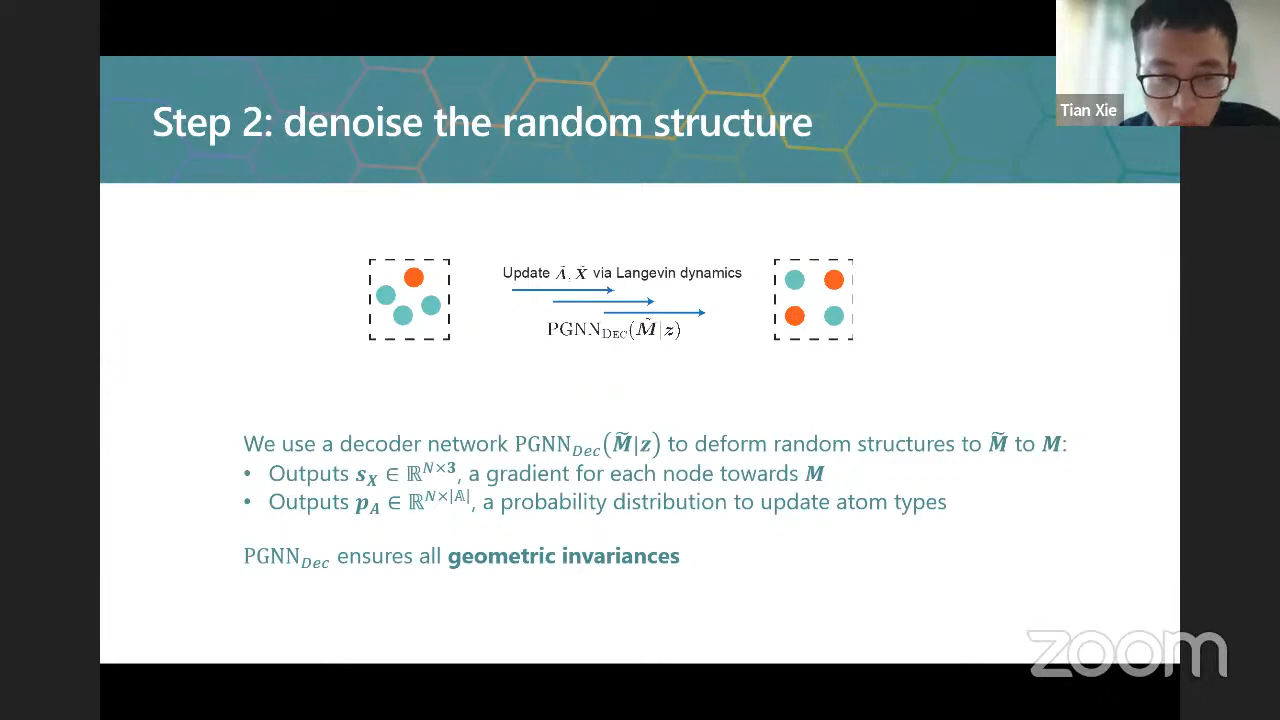 Tian Xie
Step 2: denoise the random structure
Update Ã, X̃ via Langevin dynamics
PGNN_DEC(M̃|z)
We use a decoder network PGNN_Dec(M̃|z) to deform random structures to M̃ to M:
• Outputs s_X ∈ ℝ^{N×3}, a gradient for each node towards M
• Outputs p_A ∈ ℝ^{N×|𝔸|}, a probability distribution to update atom types
PGNN_Dec ensures all geometric invariances
zoom